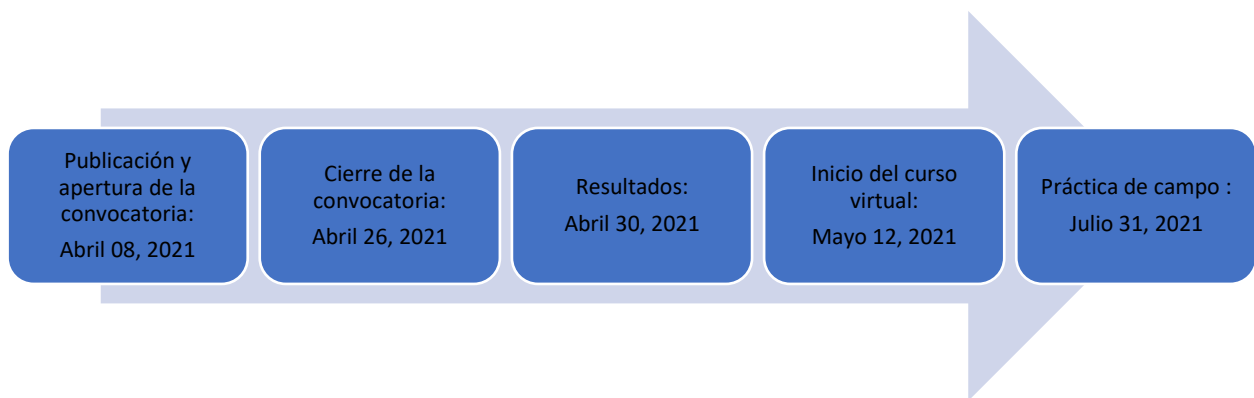 Publicación y
apertura de la
convocatoria:
Abril 08, 2021
Cierre de la
convocatoria:
Abril 26, 2021
Resultados:
Abril 30, 2021
Inicio del curso
virtual:
Mayo 12, 2021
Práctica de campo :
Julio 31, 2021